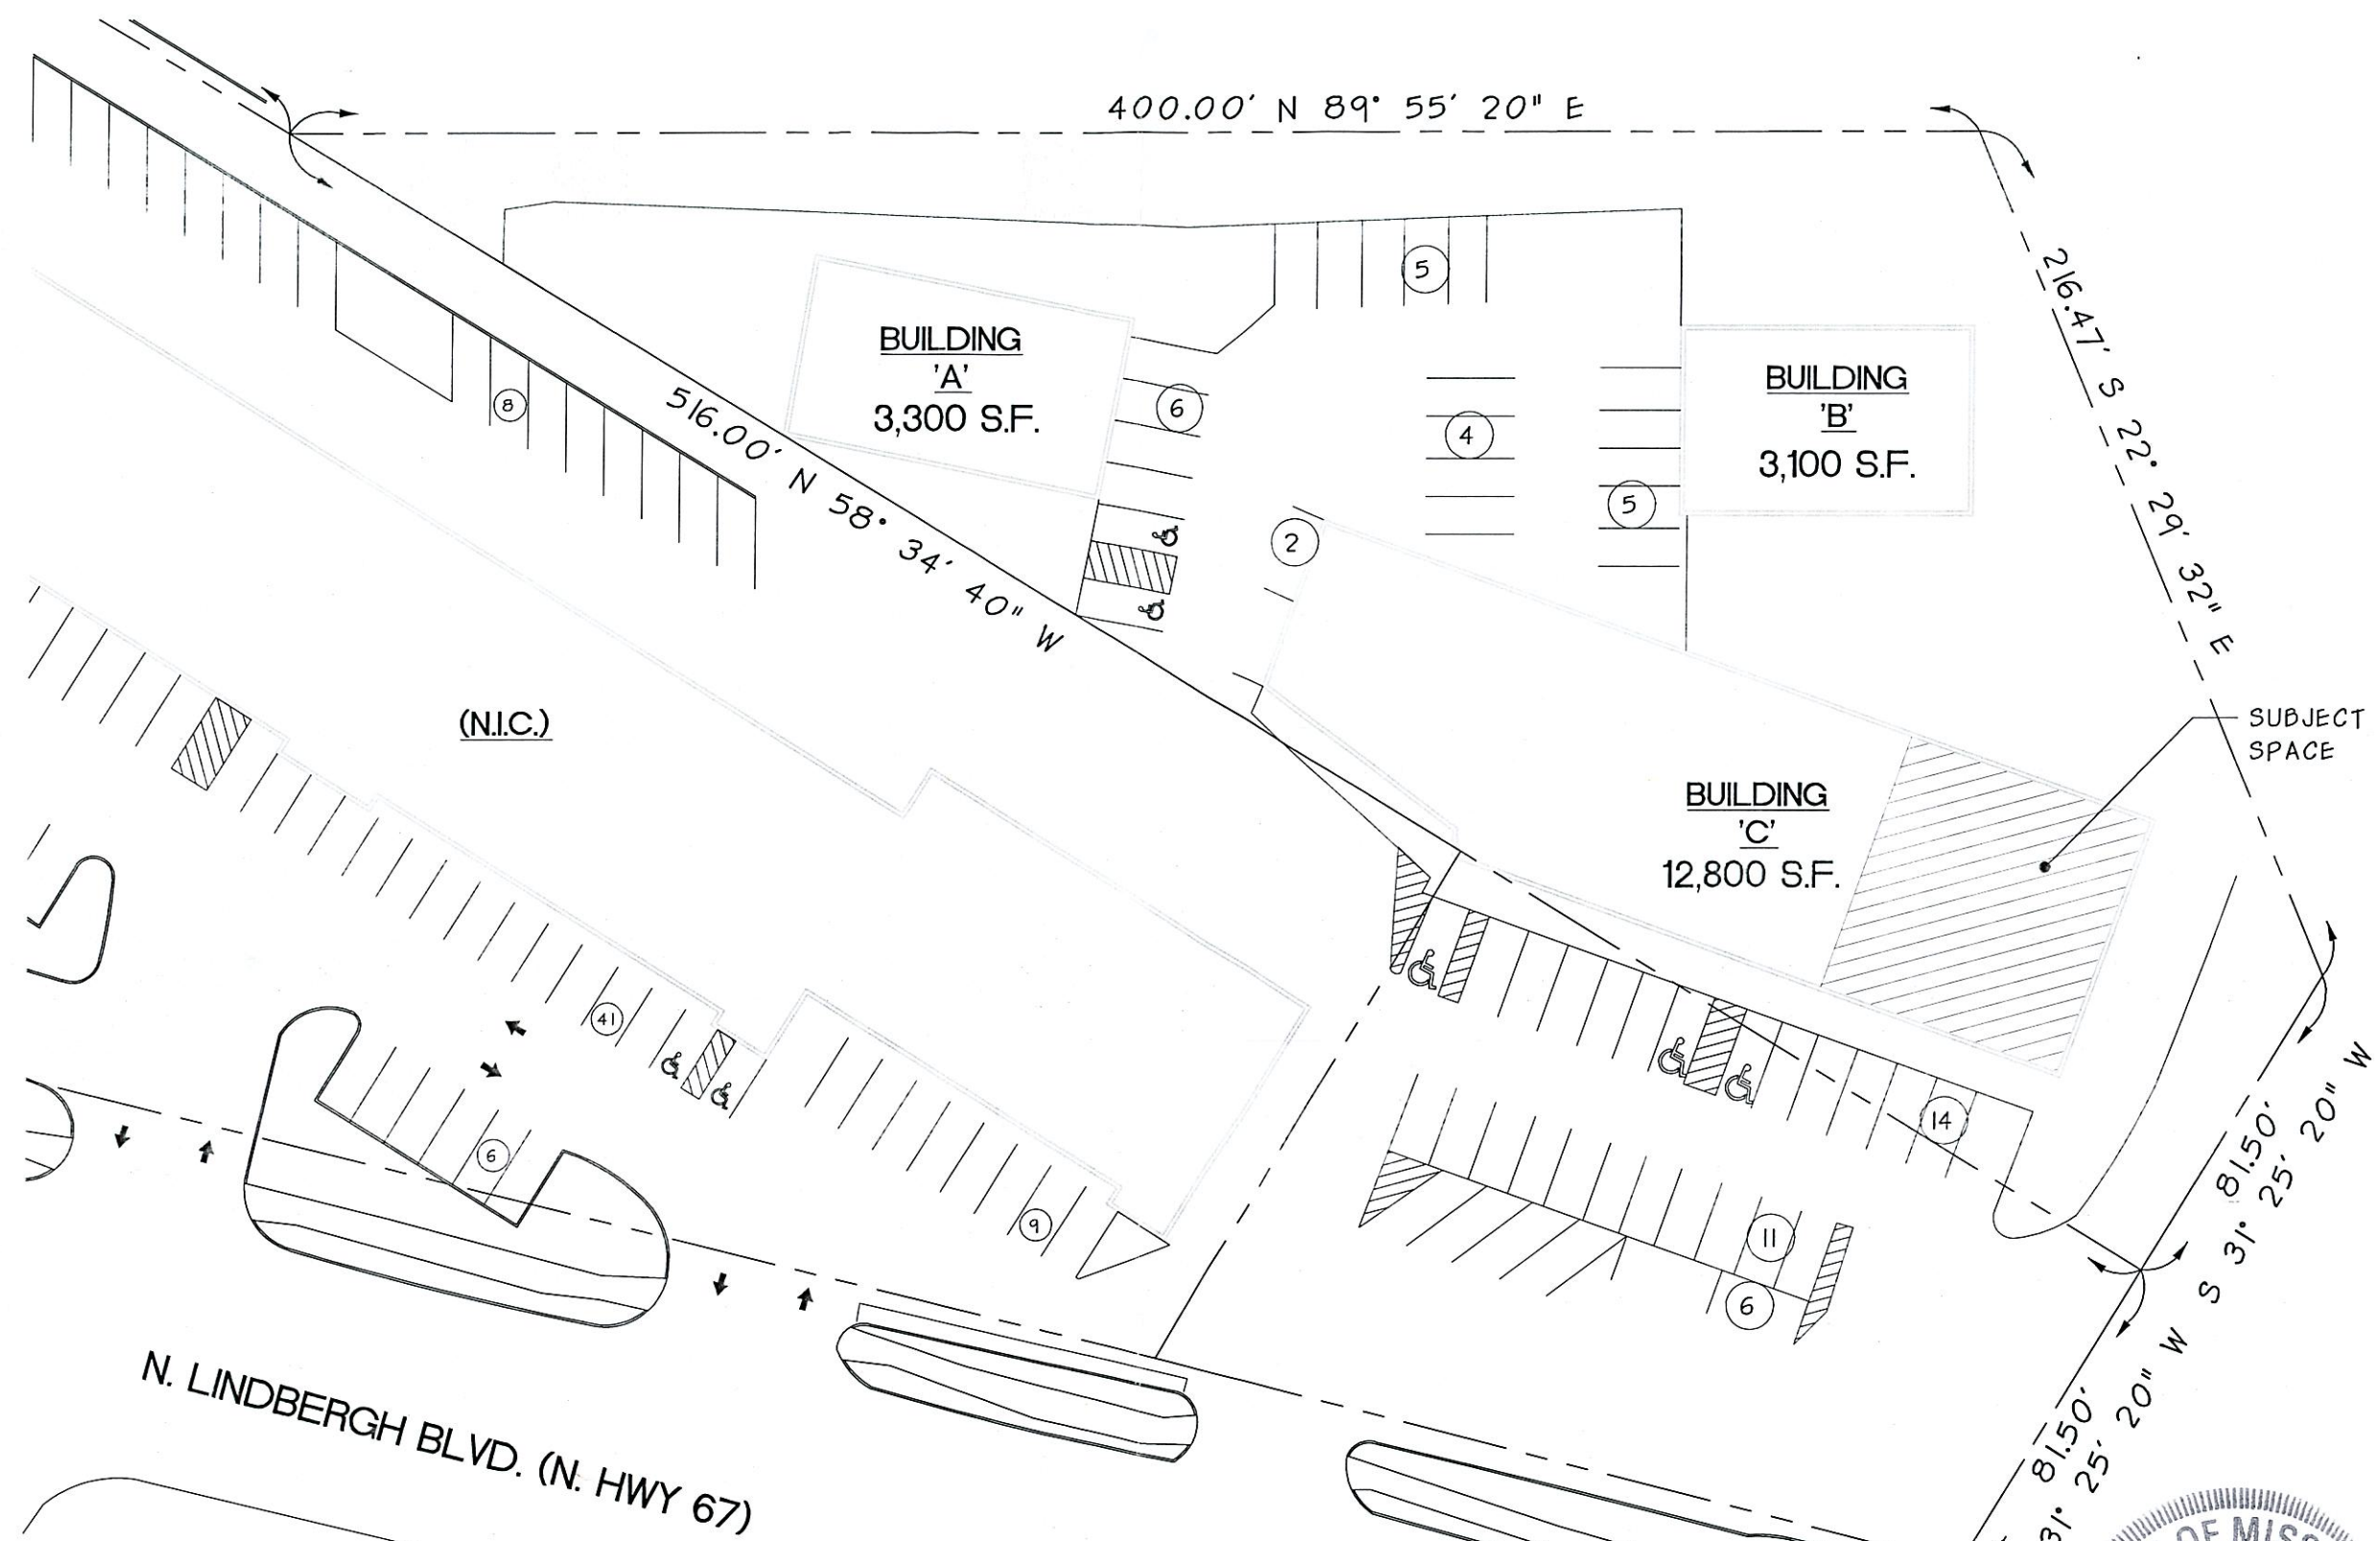 400.00' N 89° 55' 20" E
216.47' S 22° 29' 32" E
5
BUILDING
'A'
3,300 S.F.
BUILDING
'B'
3,100 S.F.
8
6
4
5
516.00' N 58° 34' 40" W
2
(N.I.C.)
SUBJECT
SPACE
BUILDING
'C'
12,800 S.F.
41
14
6
9
11
6
81.50'
S 31° 25' 20" W
81.50'
31° 25' 20" W
N. LINDBERGH BLVD. (N. HWY 67)
OF MISS